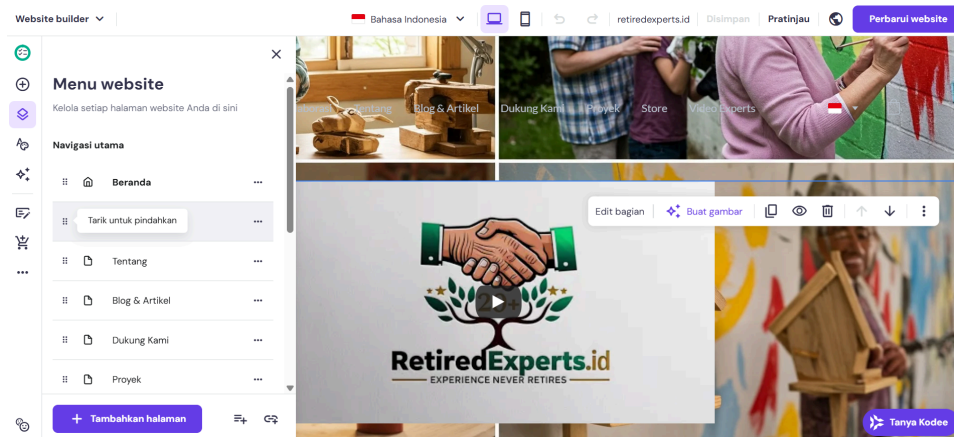 Website builder
Bahasa Indonesia
retiredexperts.id
Disimpan
Pratinjau
Perbarui website
Menu website
Kelola setiap halaman website Anda di sini
Navigasi utama
Beranda
Tarik untuk pindahkan
Tentang
Blog & Artikel
Dukung Kami
Proyek
Tambahkan halaman
Tentang
Blog & Artikel
Dukung Kami
Proyek
Store
Video Experts
Edit bagian
Buat gambar
RetiredExperts.id
EXPERIENCE NEVER RETIRES
Tanya Kodee